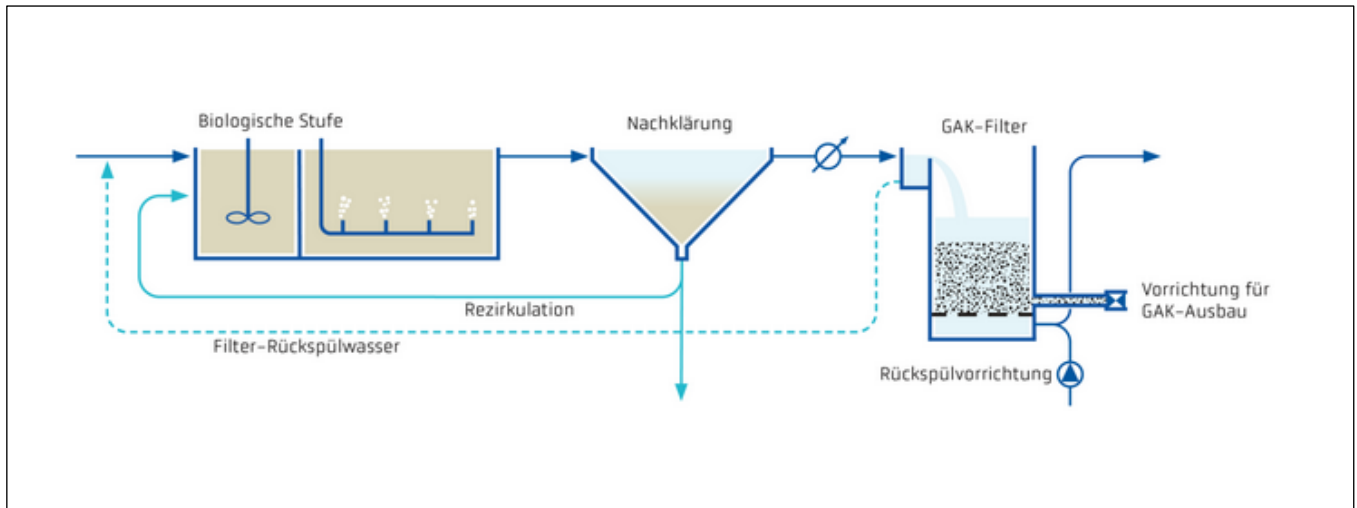 Biologische Stufe
Nachklärung
GAK-Filter
Rezirkulation
Filter-Rückspülwasser
Vorrichtung für
GAK-Ausbau
Rückspülvorrichtung